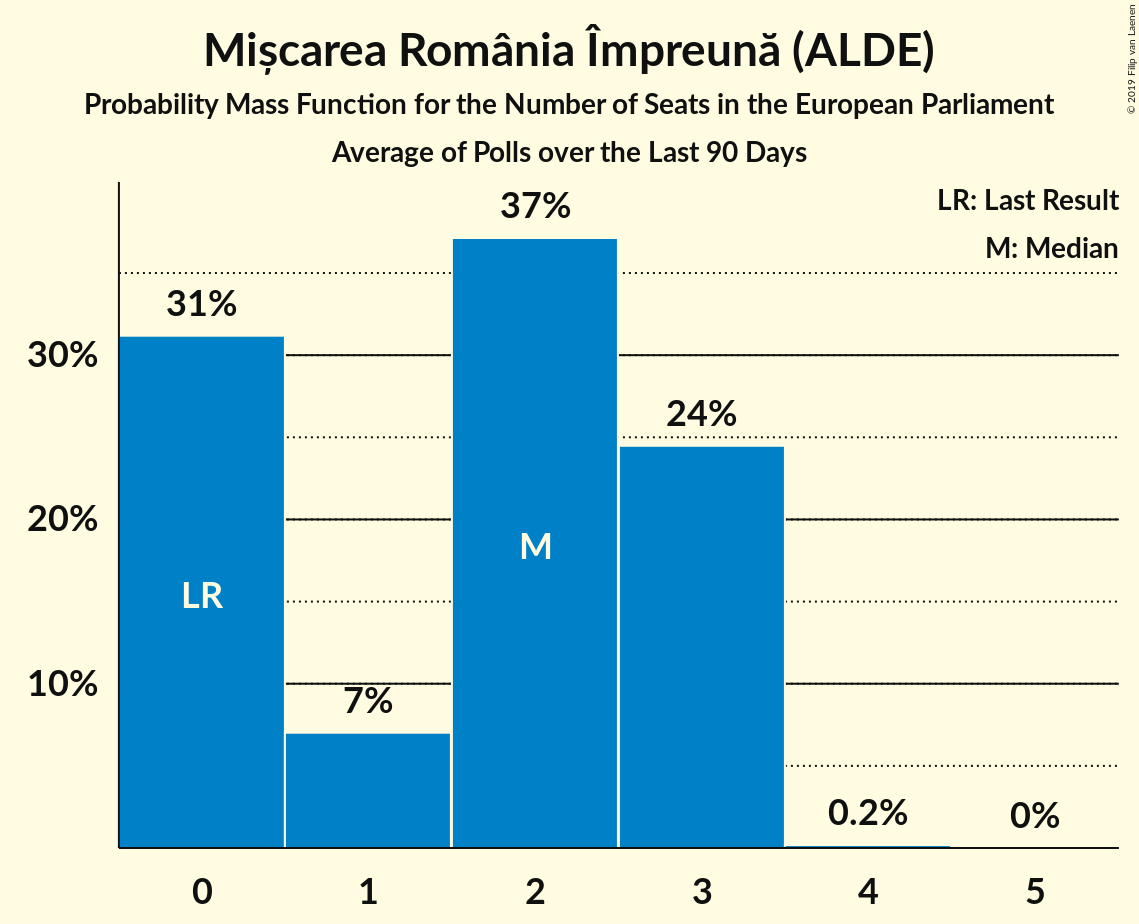 Mișcarea România Împreună (ALDE)
Probability Mass Function for the Number of Seats in the European Parliament
Average of Polls over the Last 90 Days
© 2019 Filip van Laenen
LR: Last Result
M: Median
37%
31%
30%
24%
20%
M
LR
10%
7%
0.2%
0%
0 1 2 3 4 5